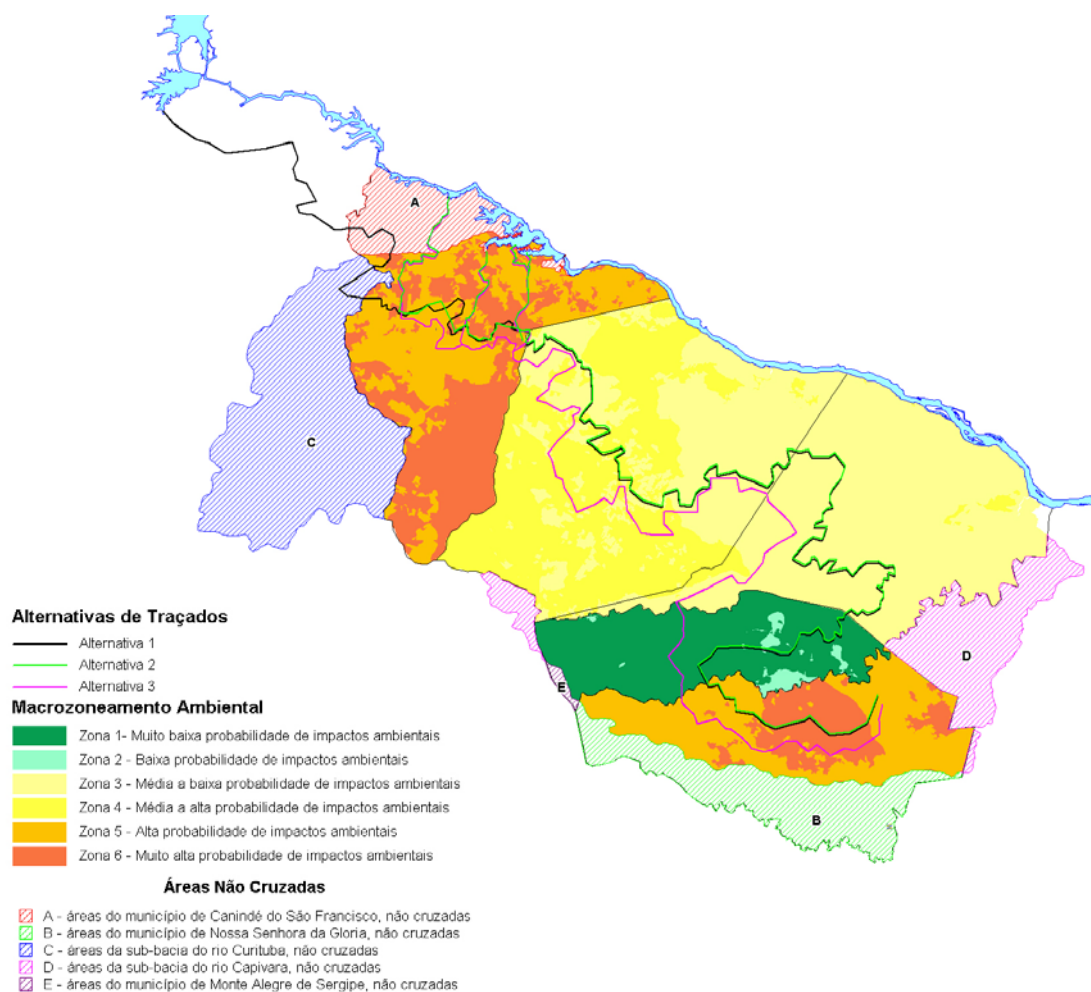 A
C
D
E
B
Alternativas de Traçados
Alternativa 1
Alternativa 2
Alternativa 3
Macrozoneamento Ambiental
Zona 1- Muito baixa probabilidade de impactos ambientais
Zona 2 - Baixa probabilidade de impactos ambientais
Zona 3 - Média a baixa probabilidade de impactos ambientais
Zona 4 - Média a alta probabilidade de impactos ambientais
Zona 5 - Alta probabilidade de impactos ambientais
Zona 6 - Muito alta probabilidade de impactos ambientais
Áreas Não Cruzadas
A - áreas do município de Canindé do São Francisco, não cruzadas
B - áreas do município de Nossa Senhora da Gloria, não cruzadas
C - áreas da sub-bacia do rio Curituba, não cruzadas
D - áreas da sub-bacia do rio Capivara, não cruzadas
E - áreas do município de Monte Alegre de Sergipe, não cruzadas